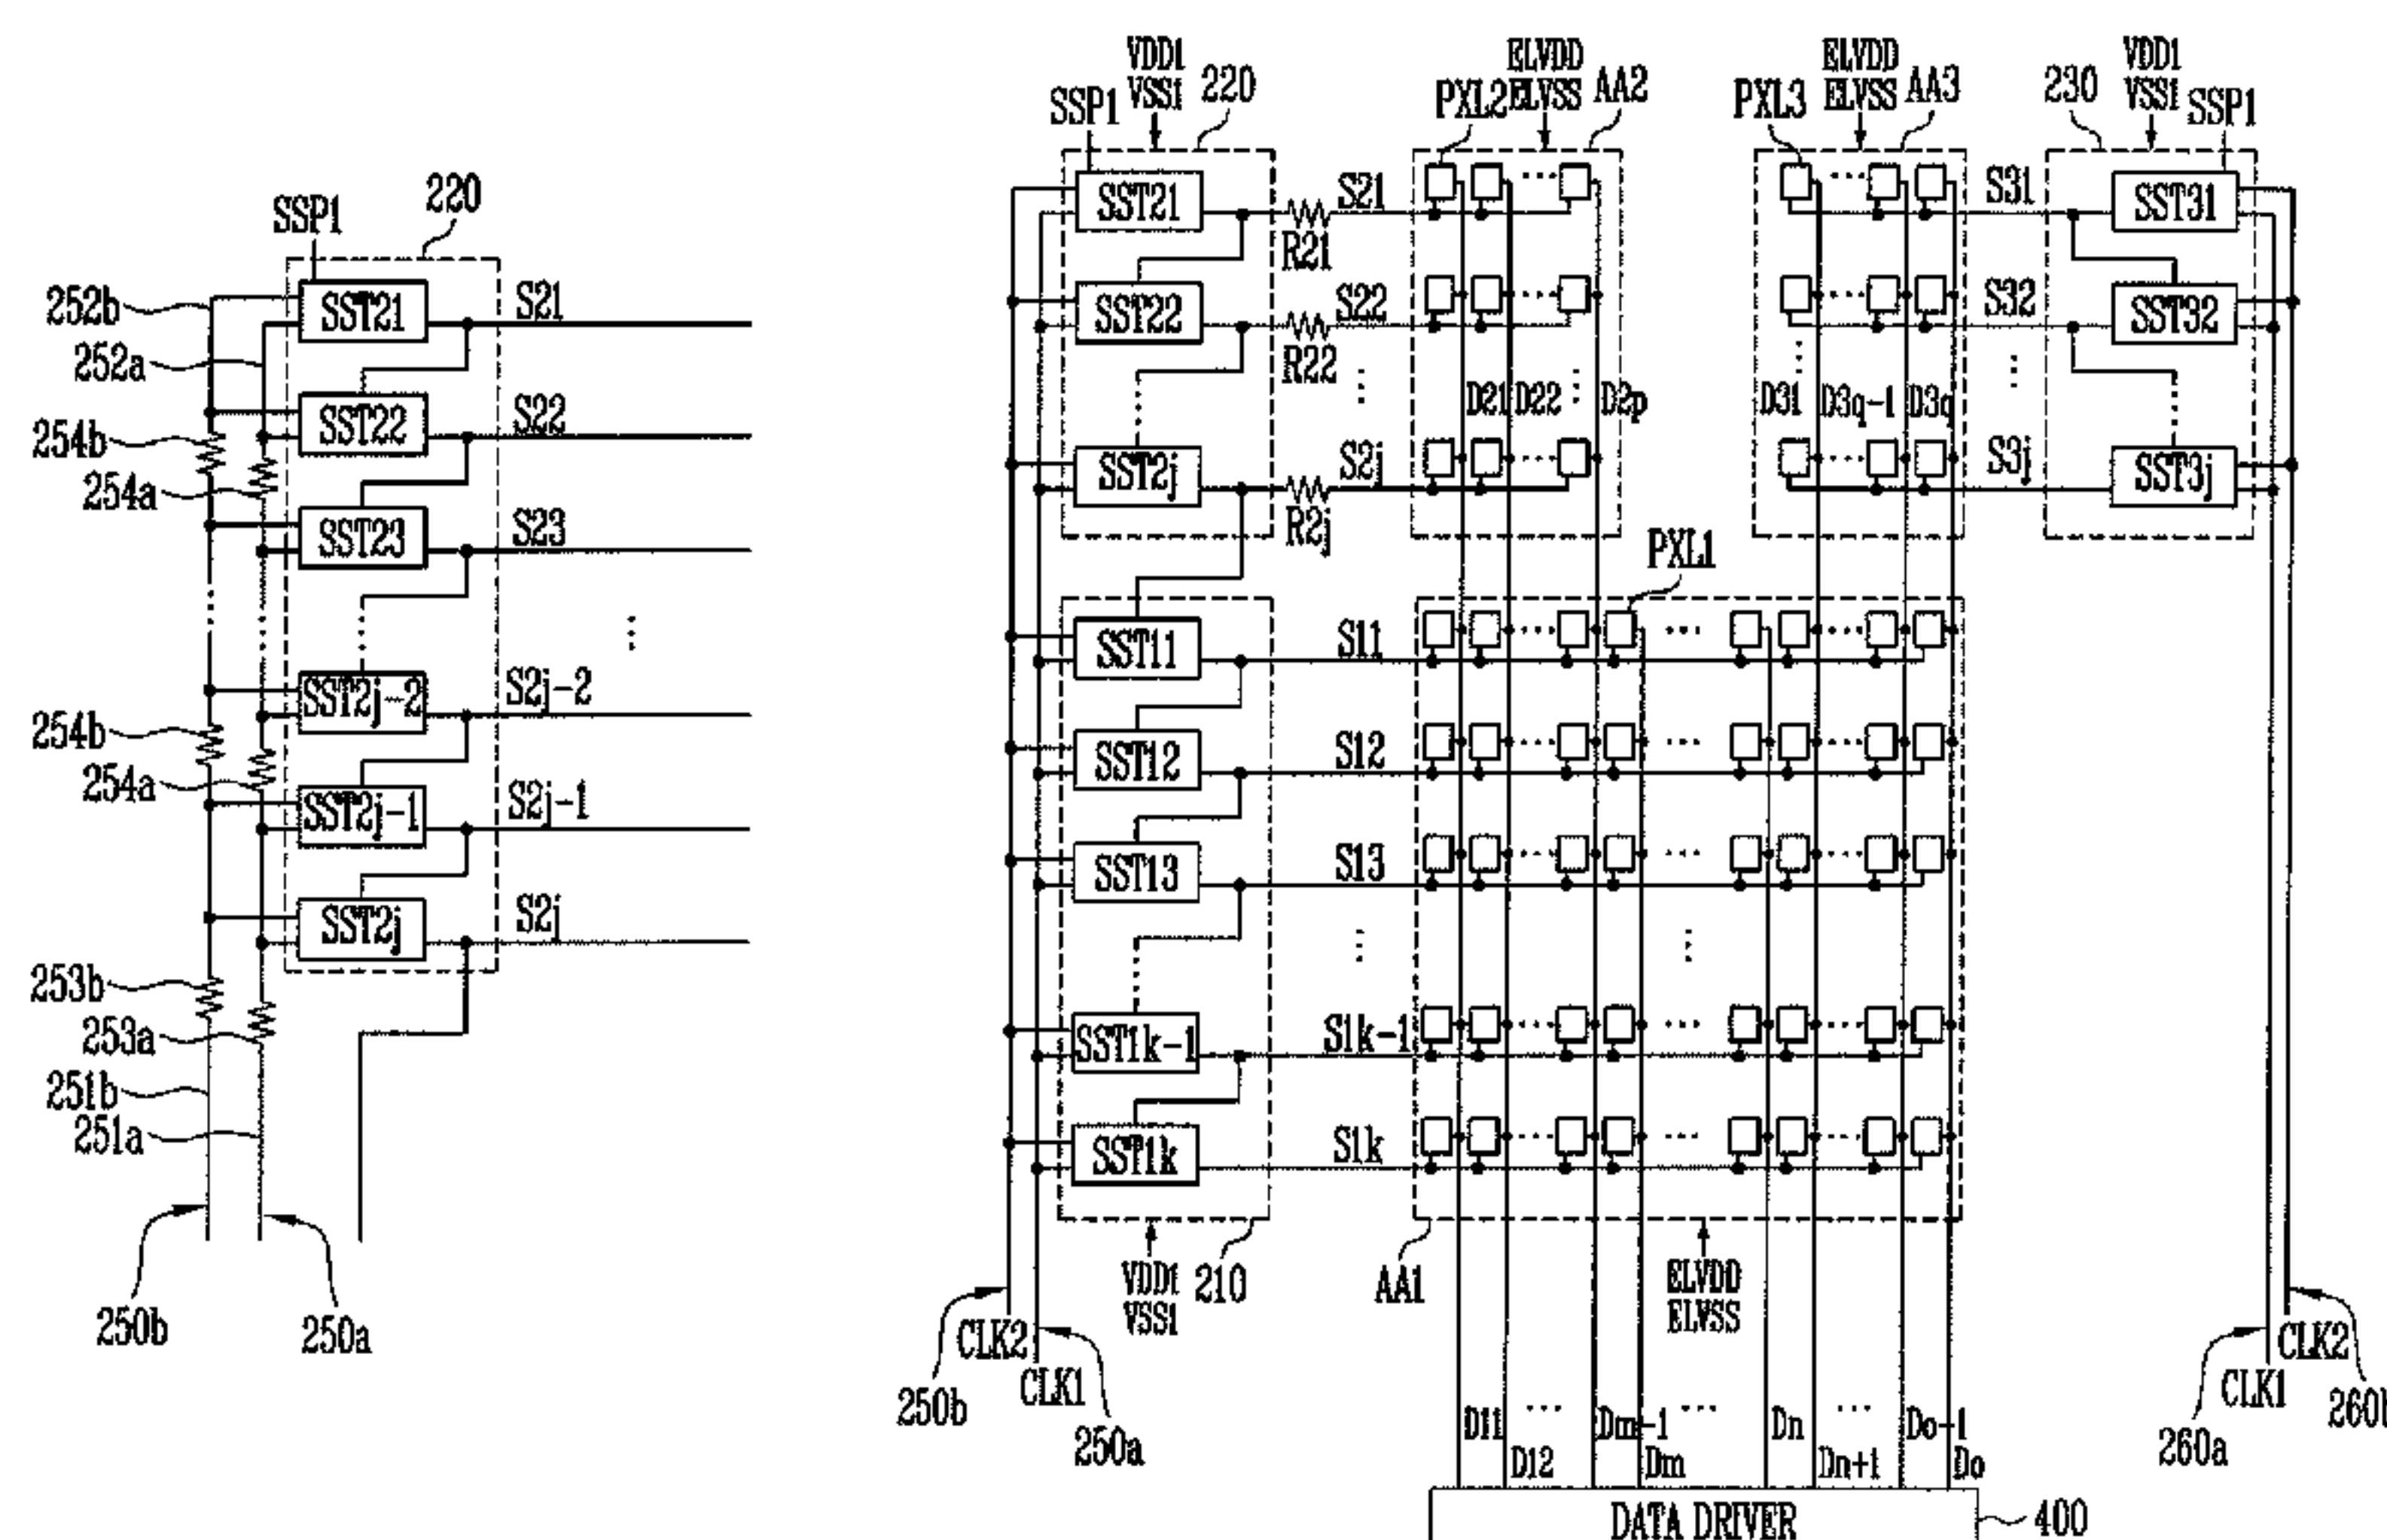 SSP1
220
252b
SST21
S21
252a
SST22
S22
254b
254a
SST23
S23
SST2j-2
S2j-2
254b
254a
SST2j-1
S2j-1
SST2j
S2j
253b
253a
251b
251a
250b
250a
VDD1
VSS1
SSP1
220
ELVDD
ELVSS
PXL2
AA2
ELVDD
ELVSS
PXL3
AA3
230
VDD1
VSS1
SSP1
SST21
S21
R21
S31
SST31
SST22
S22
R22
S32
SST32
D21
D22
D2p
D31
D3q-1
D3q
SST2j
S2j
R2j
S3j
SST3j
PXL1
SST11
S11
SST12
S12
SST13
S13
SST1k-1
S1k-1
SST1k
S1k
VDD1
VSS1
210
AA1
ELVDD
ELVSS
CLK2
CLK1
250b
250a
CLK2
CLK1
260a
260b
D11
D12
Dm-1
Dm
Dn
Dn+1
Do-1
Do
DATA DRIVER
400